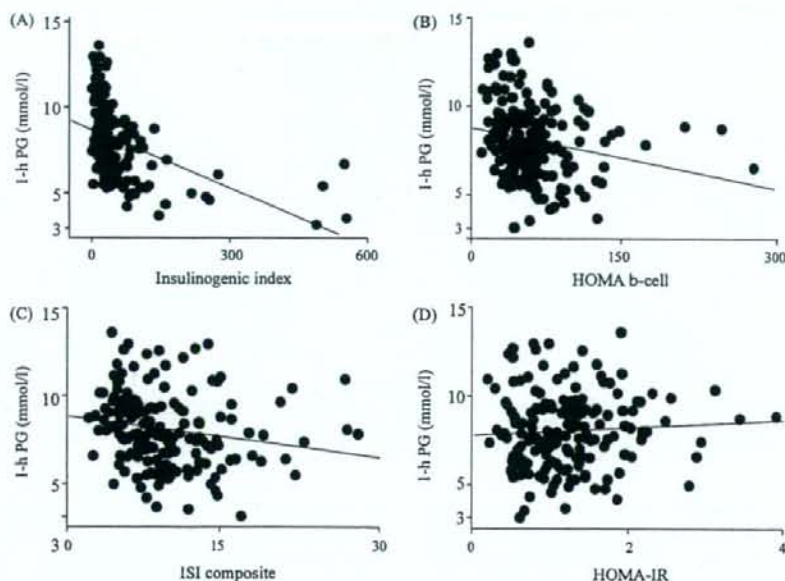 (A)
15
10
5
3
1-h PG (mmol/l)
0 300 600
Insulinogenic index
(B)
15
10
5
3
1-h PG (mmol/l)
0 150 300
HOMA b-cell
(C)
15
10
5
1-h PG (mmol/l)
3 0 15 30
ISI composite
(D)
15
10
5
3
1-h PG (mmol/l)
0 2 4
HOMA-IR